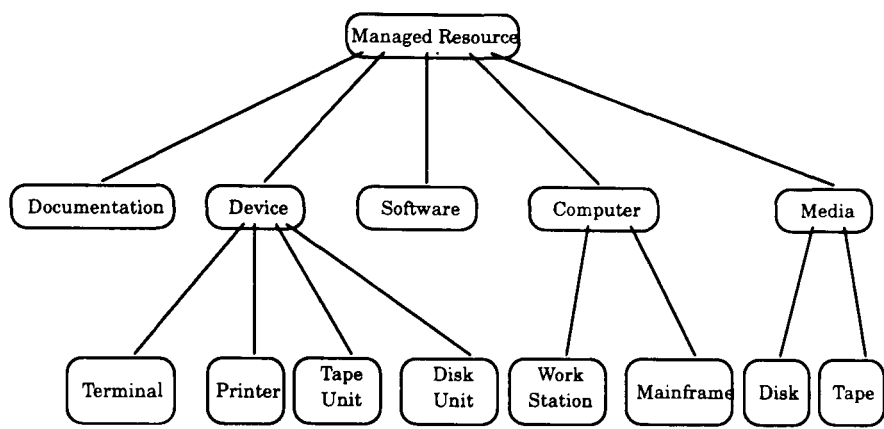 Managed Resource
Documentation
Device
Software
Computer
Media
Terminal
Printer
Tape
Unit
Disk
Unit
Work
Station
Mainframe
Disk
Tape